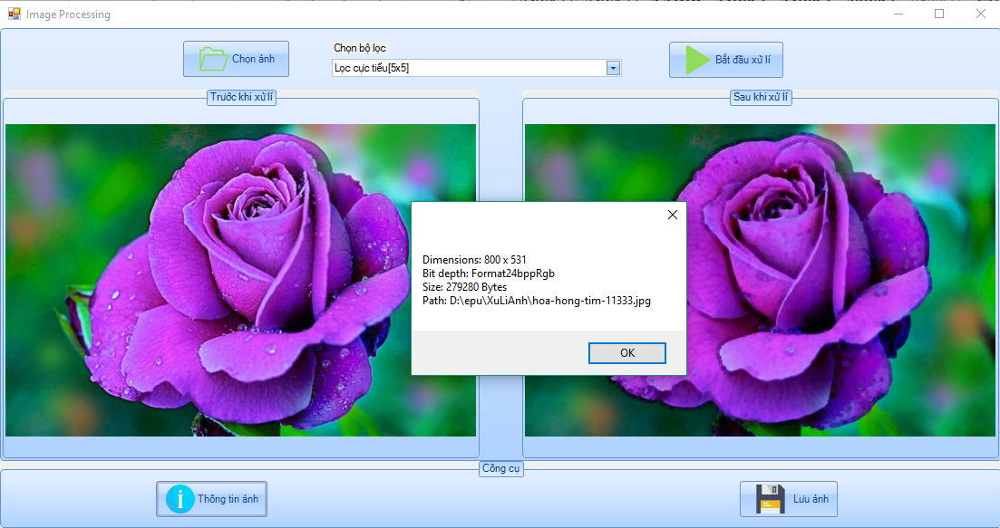 Image Processing
Chọn ảnh
Chọn bộ lọc
Lọc cực tiểu[5x5]
Bắt đầu xử lí
Trước khi xử lí
Sau khi xử lí
Dimensions: 800 x 531
Bit depth: Format24bppRgb
Size: 279280 Bytes
Path: D:\epu\XuLiAnh\hoa-hong-tim-11333.jpg
OK
Công cụ
Thông tin ảnh
Lưu ảnh